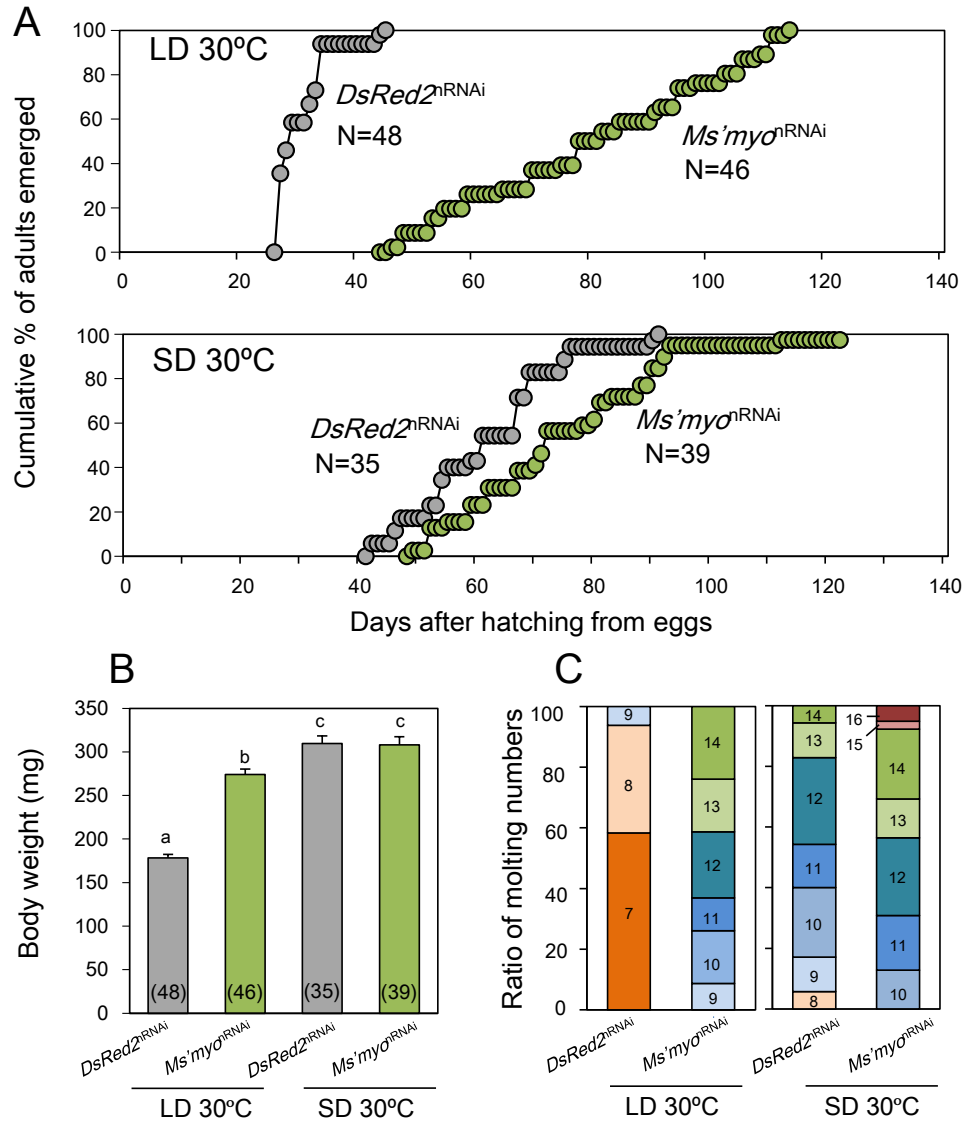 A
LD 30ºC
DsRed2nRNAi
N=48
Ms'myonRNAi
N=46
100
80
60
40
20
0
0 20 40 60 80 100 120 140
SD 30ºC
DsRed2nRNAi
N=35
Ms'myonRNAi
N=39
100
80
60
40
20
0
0 20 40 60 80 100 120 140
Cumulative % of adults emerged
Days after hatching from eggs
B
Body weight (mg)
350
300
250
200
150
100
50
0
a
b
c
c
(48) (46) (35) (39)
DsRed2nRNAi Ms'myonRNAi DsRed2nRNAi Ms'myonRNAi
LD 30ºC SD 30ºC
C
Ratio of molting numbers
100
80
60
40
20
0
9
8
7
14
13
12
11
10
9
14
13
12
11
10
9
8
16
15
14
13
12
11
10
DsRed2nRNAi Ms'myonRNAi DsRed2nRNAi Ms'myonRNAi
LD 30ºC SD 30ºC